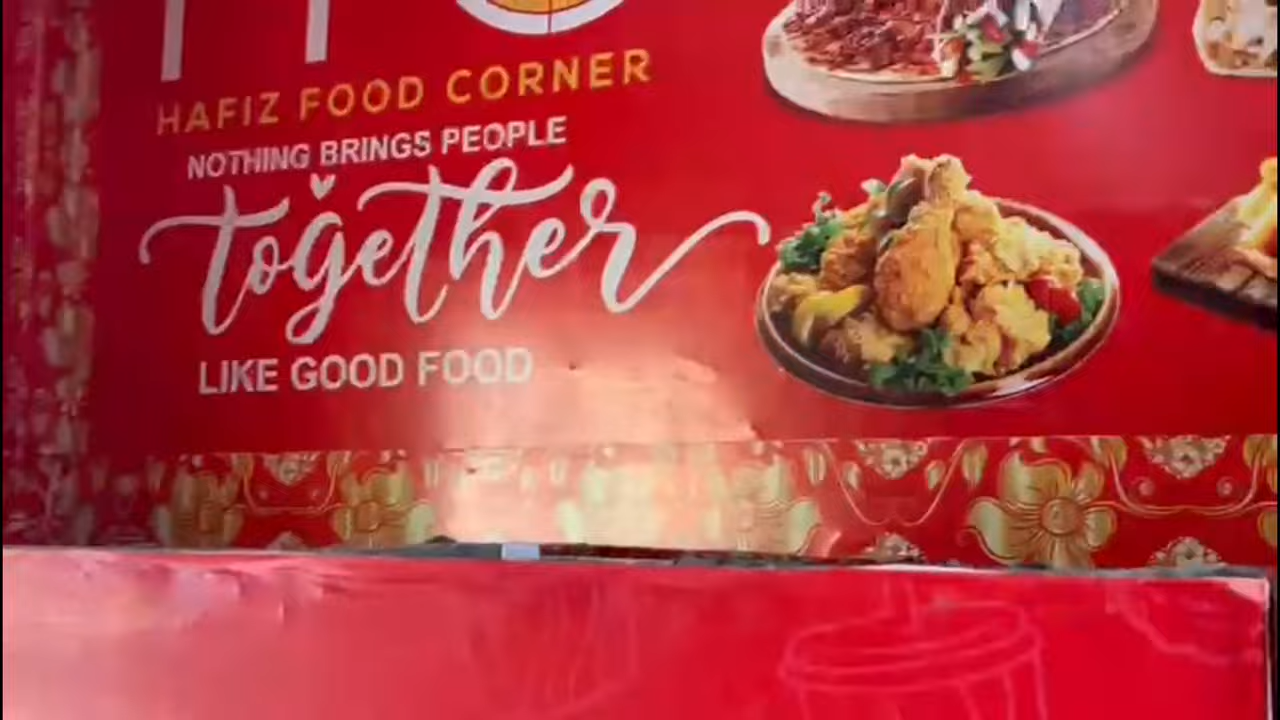 HAFIZ FOOD CORNER
NOTHING BRINGS PEOPLE
together
LIKE GOOD FOOD